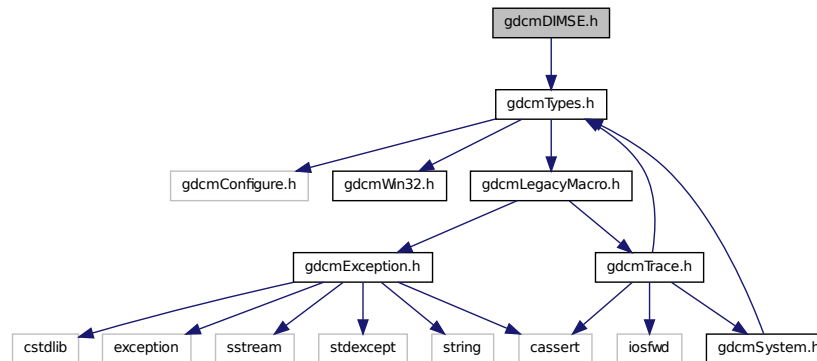 gdcmDIMSE.h
gdcmTypes.h
gdcmConfigure.h
gdcmWin32.h
gdcmLegacyMacro.h
gdcmException.h
gdcmTrace.h
cstdlib
exception
sstream
stdexcept
string
cassert
iosfwd
gdcmSystem.h